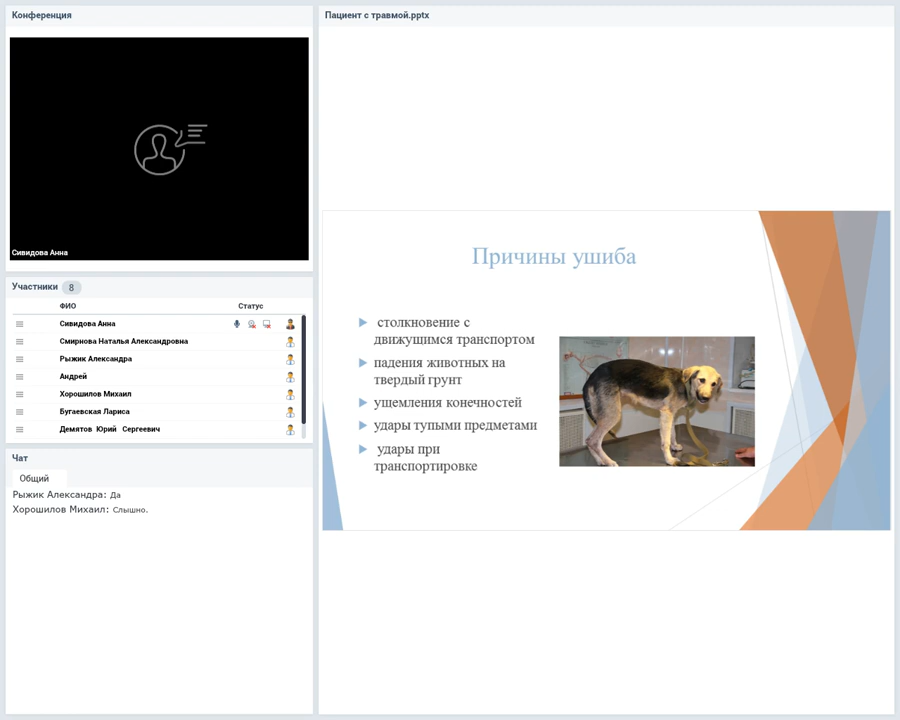 Конференция
Сивидова Анна
Участники 8
ФИО Статус
Сивидова Анна
Смирнова Наталья Александровна
Рыжик Александра
Андрей
Хорошилов Михаил
Бугаевская Лариса
Демятов Юрий Сергеевич
Чат
Общий
Рыжик Александра: Да
Хорошилов Михаил: Слышно.
Пациент с травмой.pptx
Причины ушиба
столкновение с
движущимся транспортом
падения животных на
твердый грунт
ущемления конечностей
удары тупыми предметами
удары при
транспортировке